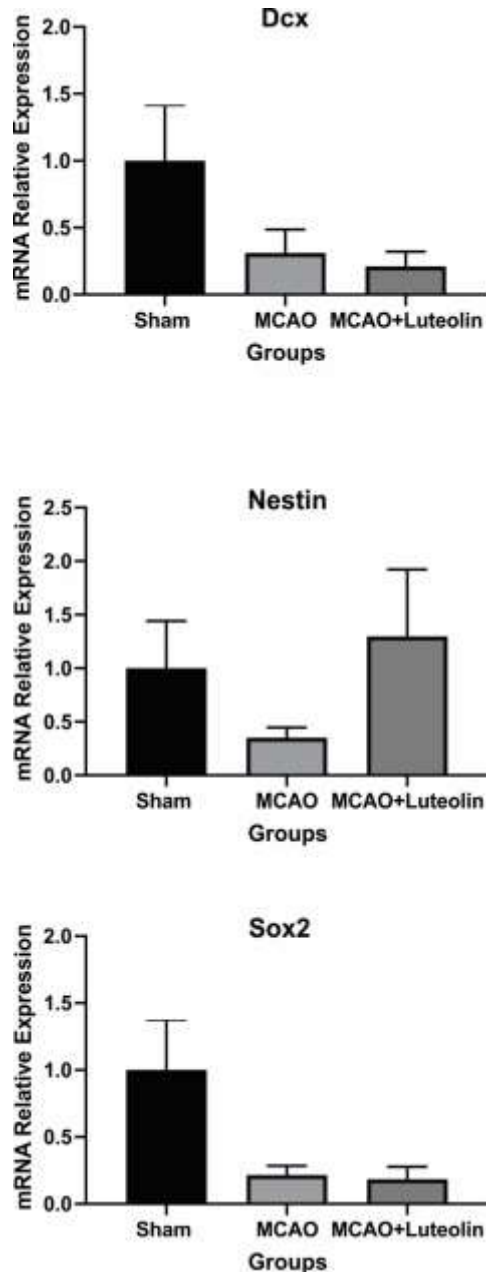 Dcx
mRNA Relative Expression
2.0
1.5
1.0
0.5
0.0
Sham MCAO MCAO+Luteolin
Groups
Nestin
mRNA Relative Expression
2.5
2.0
1.5
1.0
0.5
0.0
Sham MCAO MCAO+Luteolin
Groups
Sox2
mRNA Relative Expression
2.0
1.5
1.0
0.5
0.0
Sham MCAO MCAO+Luteolin
Groups